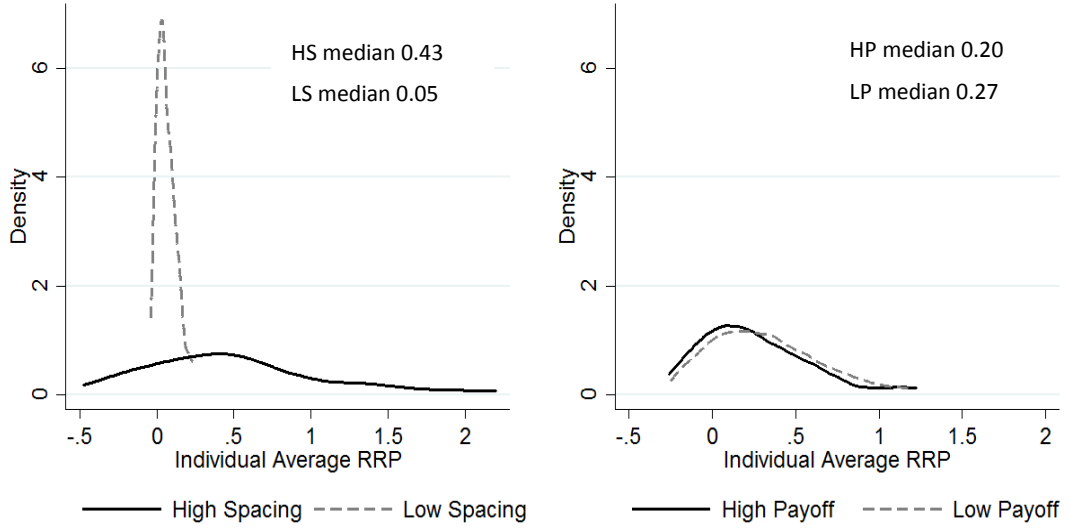 HS median 0.43
LS median 0.05
Density
6
4
2
0
-.5 0 .5 1 1.5 2
Individual Average RRP
High Spacing Low Spacing
HP median 0.20
LP median 0.27
Density
6
4
2
0
-.5 0 .5 1 1.5 2
Individual Average RRP
High Payoff Low Payoff